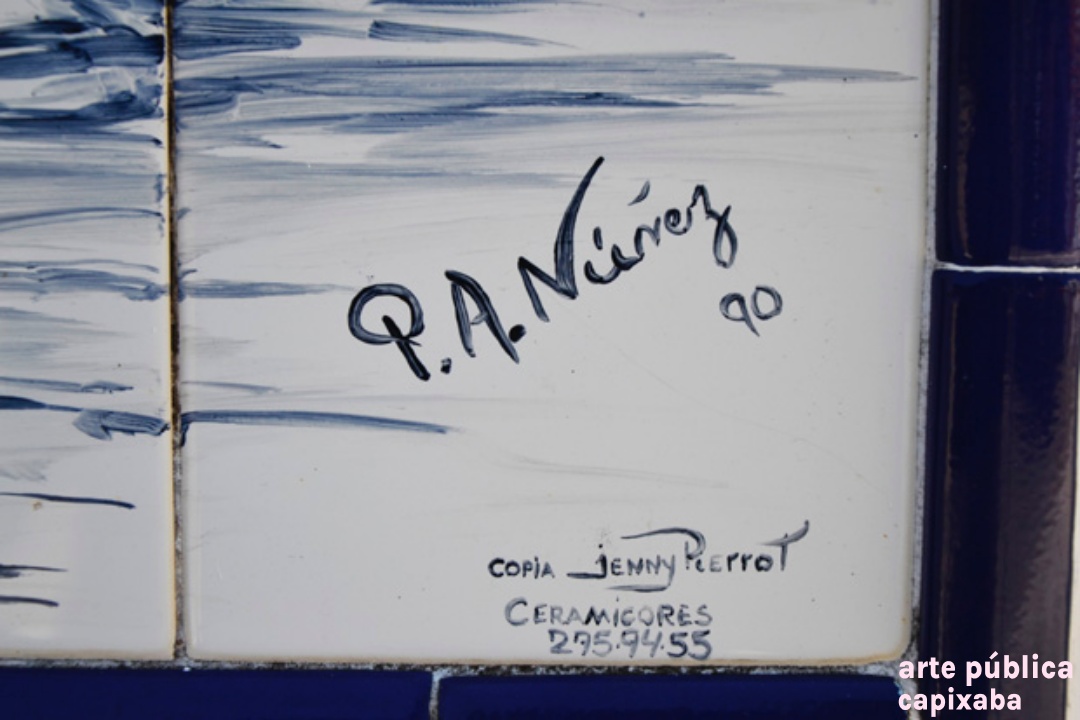 P.A. Núñez
90
COPIA JENNY PIERROT
CERAMICORES
275.94.55
arte pública
capixaba